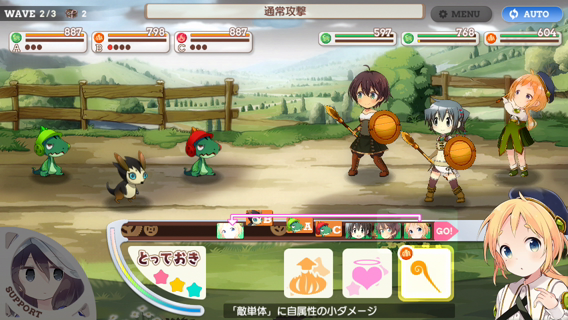 WAVE 2/3 2
通常攻撃
MENU
AUTO
887 798 887
A B C
597 768 604
B A C GO!
とっておき
SUPPORT
「敵単体」に自属性の小ダメージ